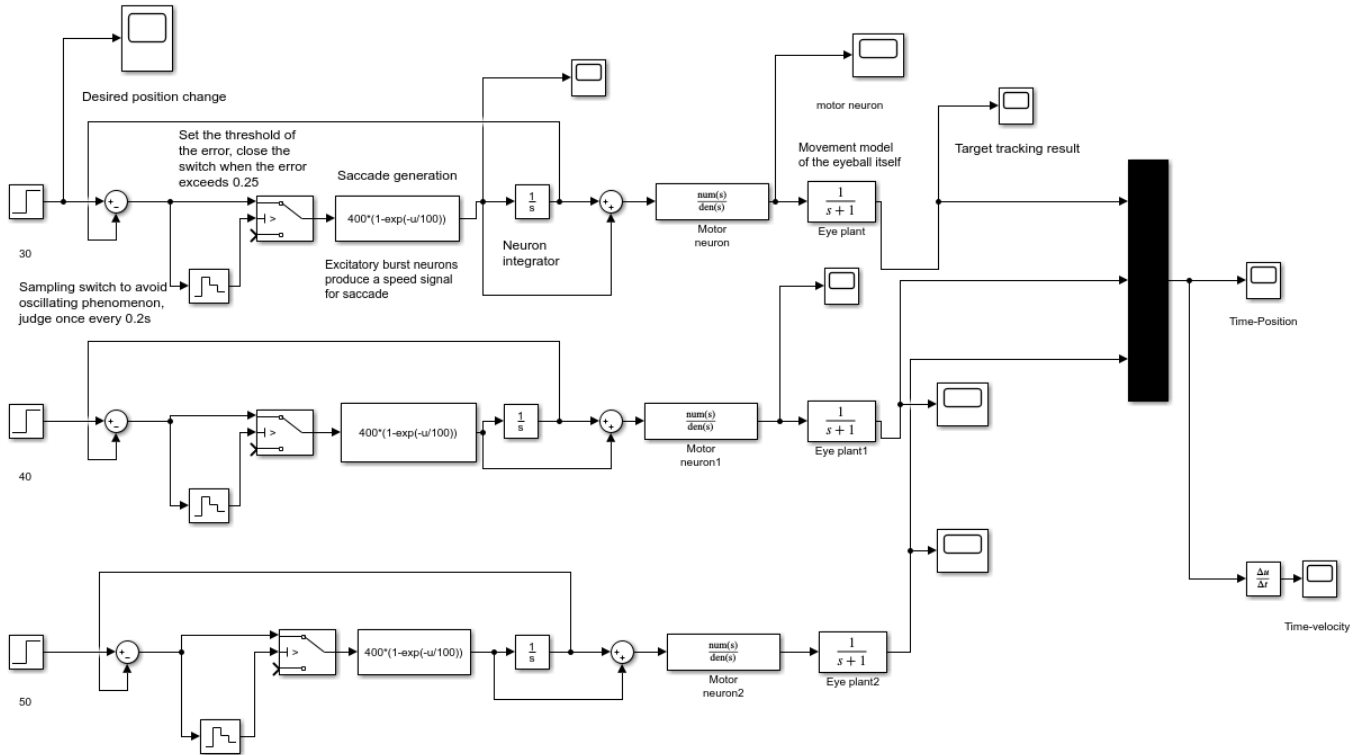 Desired position change
motor neuron
Set the threshold of
the error, close the
switch when the error
exceeds 0.25
Saccade generation
Movement model
of the eyeball itself
Target tracking result
+
−
>
400*(1-exp(-u/100))
1
s
+
+
num(s)
den(s)
1
s + 1
Motor
neuron
Eye plant
30
Neuron
integrator
Excitatory burst neurons
produce a speed signal
for saccade
Sampling switch to avoid
oscillating phenomenon,
judge once every 0.2s
Time-Position
+
−
>
400*(1-exp(-u/100))
1
s
+
+
num(s)
den(s)
1
s + 1
Motor
neuron1
Eye plant1
40
Δu
Δt
Time-velocity
+
−
>
400*(1-exp(-u/100))
1
s
+
+
num(s)
den(s)
1
s + 1
Motor
neuron2
Eye plant2
50